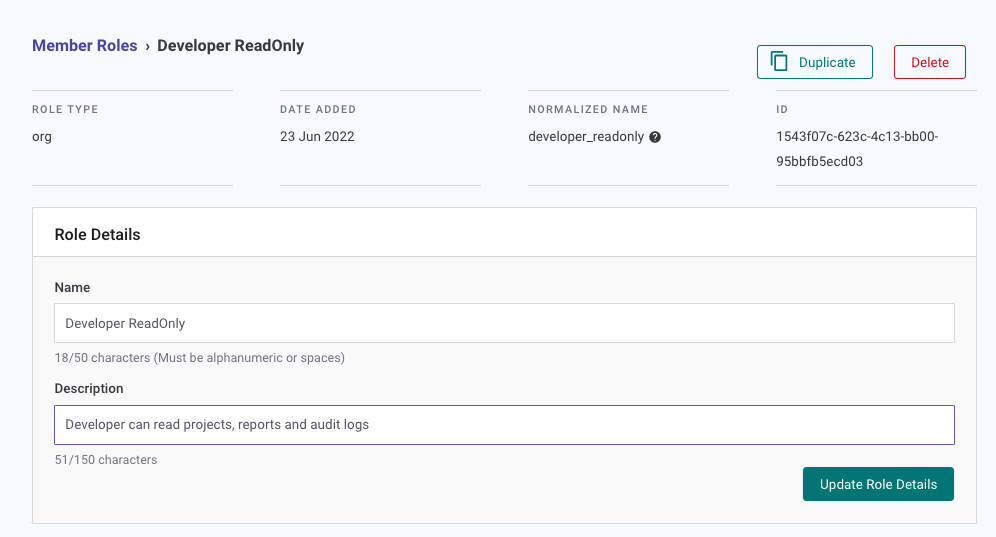 Member Roles › Developer ReadOnly
Duplicate
Delete
ROLE TYPE
org
DATE ADDED
23 Jun 2022
NORMALIZED NAME
developer_readonly ?
ID
1543f07c-623c-4c13-bb00-
95bbfb5ecd03
Role Details
Name
Developer ReadOnly
18/50 characters (Must be alphanumeric or spaces)
Description
Developer can read projects, reports and audit logs
51/150 characters
Update Role Details